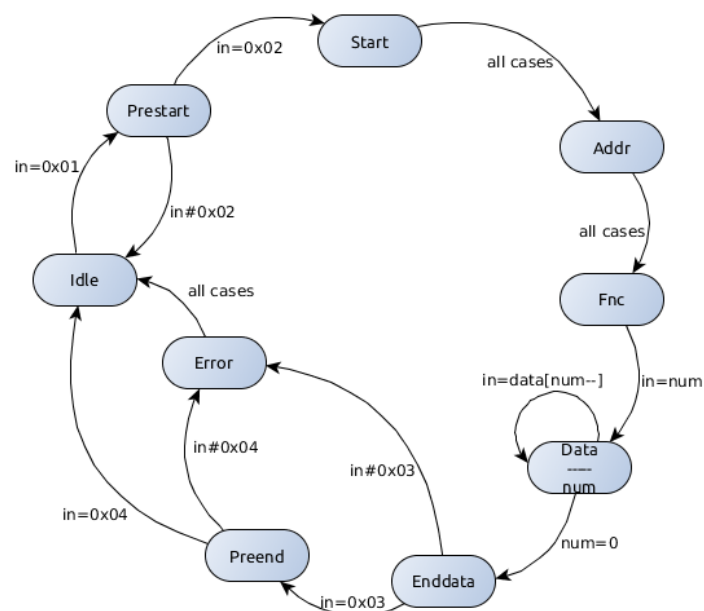 in=0x02
Start
all cases
Prestart
Addr
in=0x01
in#0x02
all cases
Idle
all cases
Fnc
Error
in=data[num--]
in=num
in#0x04
in#0x03
Data
-----
num
in=0x04
num=0
Preend
Enddata
in=0x03